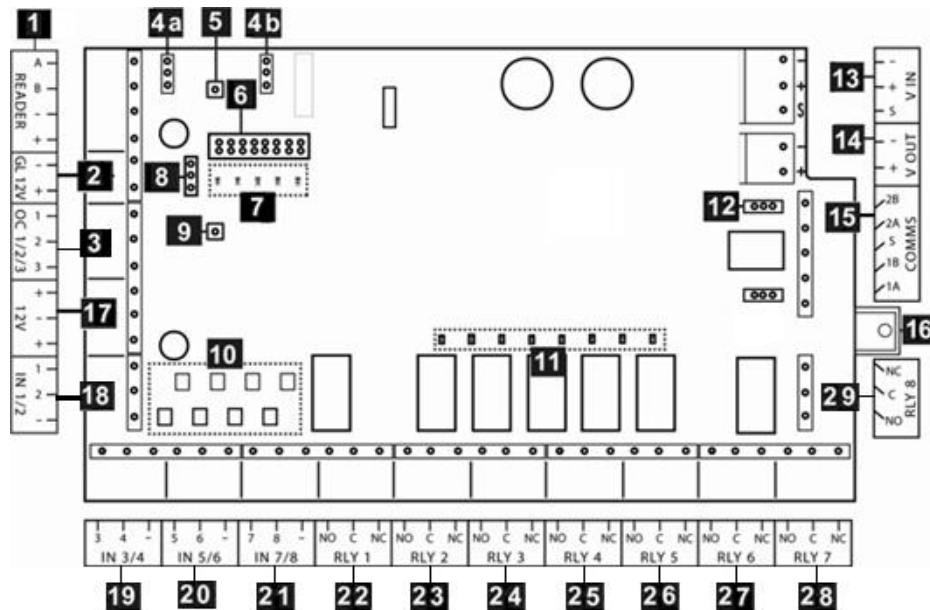 1
4a
5
4b
6
A
B
-
+
READER
2
-
+
GL 12V
3
1
2
3
OC 1/2/3
8
7
9
17
+
-
+
12V
10
11
18
1
2
-
IN 1/2
-
+
S
-
+
13
-
+
S
V IN
14
-
+
V OUT
12
15
2B
2A
S
1B
1A
COMMS
16
29
NC
C
NO
RLY 8
3 4 - 5 6 - 7 8 - NO C NC NO C NC NO C NC NO C NC NO C NC NO C NC NO C NC
IN 3/4 IN 5/6 IN 7/8 RLY 1 RLY 2 RLY 3 RLY 4 RLY 5 RLY 6 RLY 7
19 20 21 22 23 24 25 26 27 28